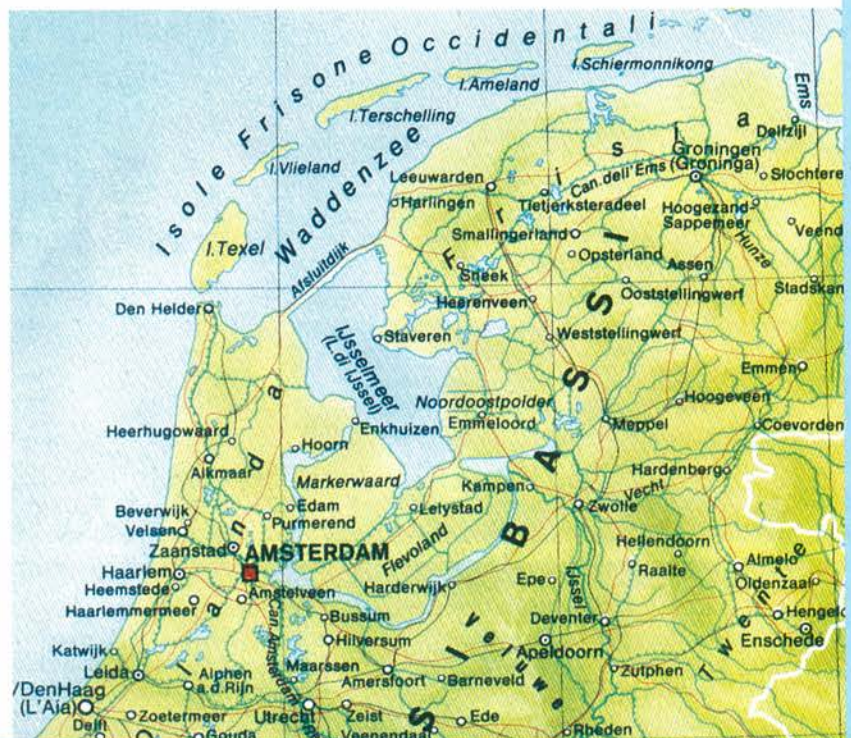 Isole Frisone Occidentali
I.Schiermonnikong
I.Ameland
I.Terschelling
I.Vlieland
I.Texel
Waddenzee
Ems
Delfzijl
Groningen
(Groninga)
Can.dell'Ems
Slochtere
Leeuwarden
Harlingen
Tietjerksteradeel
Hoogezand
Sappemeer
Hunze
Veend
Smallingerland
Opsterland
Frisia
Sneek
Assen
Afsluitdijk
Heerenveen
Ooststellingwerf
Stadskan
Den Helder
Staveren
Weststellingwerf
IJsselmeer
(L.di IJssel)
Emmen
Noordoostpolder
Emmeloord
Hoogeveen
Meppel
Coevorden
Heerhugowaard
Enkhuizen
Hoorn
Alkmaar
Markerwaard
Hardenberg
Kampen
Vecht
Zwolle
Beverwijk
Velsen
Edam
Purmerend
Lelystad
Flevoland
Zaanstad
AMSTERDAM
Hellendoorn
Raalte
Almelo
Oldenzaal
Haarlem
Heemstede
Haarlemmermeer
Amstelveen
Harderwijk
Epe
IJssel
Can.Amsterdam
Bussum
Hilversum
Deventer
Hengelo
Enschede
Twente
Veluwe
Apeldoorn
Katwijk
Leida
Alphen
a.d.Rijn
Maarssen
Amersfoort
Barneveld
Zutphen
/DenHaag
(L'Aia)
Zoetermeer
Utrecht
Zeist
Ede
Delft
Gouda
Veenendaal
Rheden
landa
SI BASSI